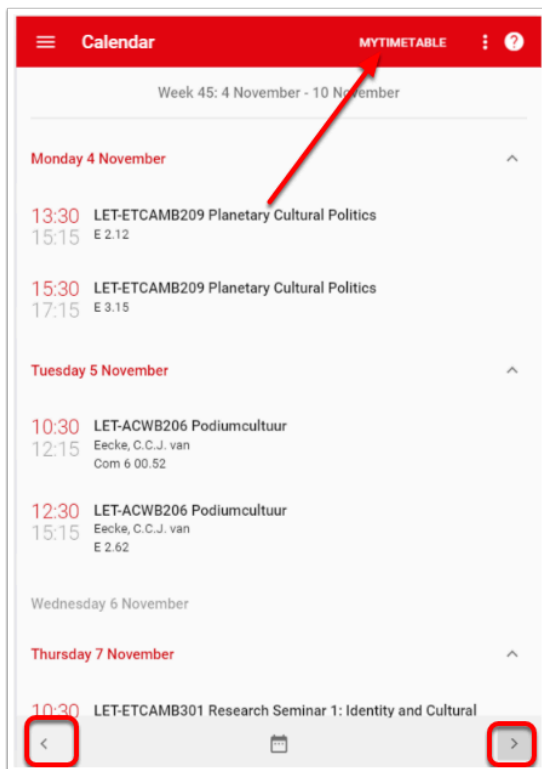 Calendar
MYTIMETABLE
?
Week 45: 4 November - 10 November
Monday 4 November
13:30 LET-ETCAMB209 Planetary Cultural Politics
15:15 E 2.12
15:30 LET-ETCAMB209 Planetary Cultural Politics
17:15 E 3.15
Tuesday 5 November
10:30 LET-ACWB206 Podiumcultuur
12:15 Eecke, C.C.J. van
Com 6 00.52
12:30 LET-ACWB206 Podiumcultuur
15:15 Eecke, C.C.J. van
E 2.62
Wednesday 6 November
Thursday 7 November
10:30 LET-ETCAMB301 Research Seminar 1: Identity and Cultural